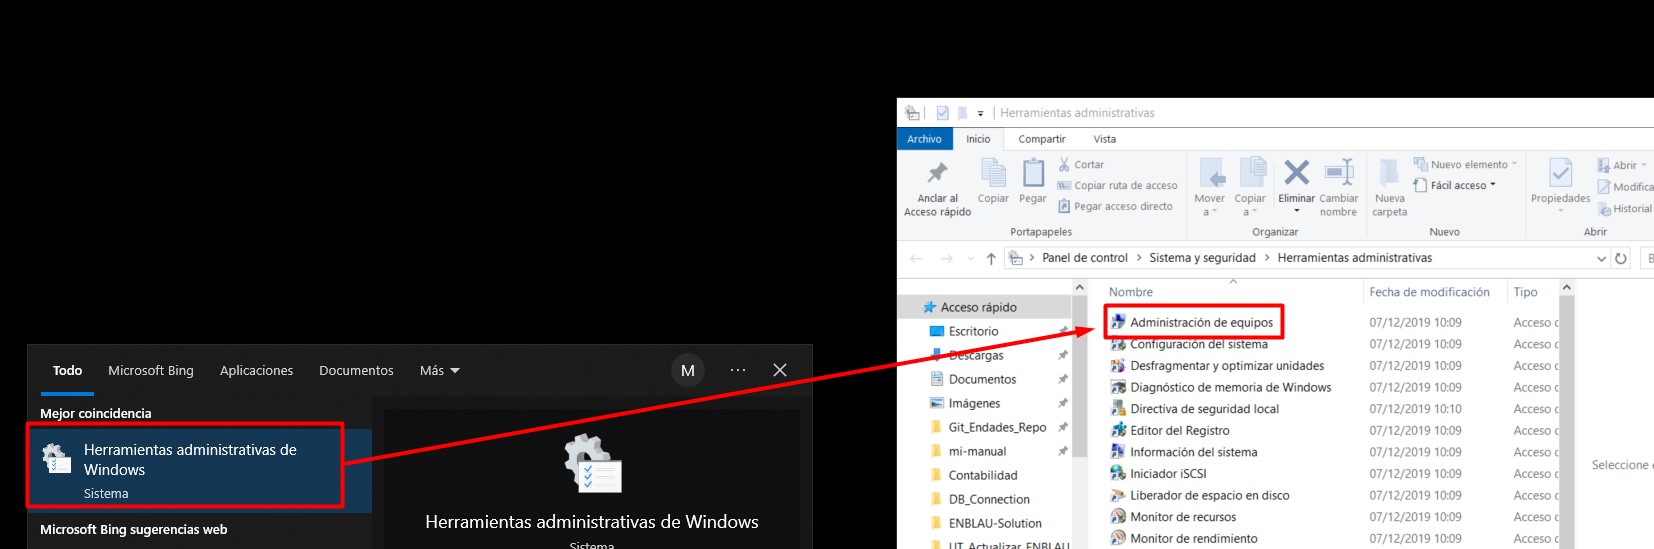 Todo Microsoft Bing Aplicaciones Documentos Más M ... 
Mejor coincidencia
Herramientas administrativas de
Windows
Sistema
Microsoft Bing sugerencias web
Herramientas administrativas de Windows
Sistema
Herramientas administrativas
Archivo Inicio Compartir Vista
Anclar al
Acceso rápido
Copiar
Pegar
Cortar
Copiar ruta de acceso
Pegar acceso directo
Portapapeles
Mover
a
Copiar
a
Eliminar
Cambiar
nombre
Organizar
Nueva
carpeta
Nuevo elemento
Fácil acceso
Nuevo
Propiedades
Abrir
Modifica
Historial
Abrir
Panel de control > Sistema y seguridad > Herramientas administrativas
Acceso rápido
Escritorio
Descargas
Documentos
Imágenes
Git_Endades_Repo
mi-manual
Contabilidad
DB_Connection
ENBLAU-Solution
UT_Actualizar_ENBLAU
Nombre Fecha de modificación Tipo
Administración de equipos 07/12/2019 10:09 Acceso
Configuración del sistema 07/12/2019 10:09 Acceso
Desfragmentar y optimizar unidades 07/12/2019 10:09 Acceso
Diagnóstico de memoria de Windows 07/12/2019 10:09 Acceso
Directiva de seguridad local 07/12/2019 10:10 Acceso
Editor del Registro 07/12/2019 10:09 Acceso
Información del sistema 07/12/2019 10:09 Acceso
Iniciador iSCSI 07/12/2019 10:09 Acceso
Liberador de espacio en disco 07/12/2019 10:09 Acceso
Monitor de recursos 07/12/2019 10:09 Acceso
Monitor de rendimiento 07/12/2019 10:09 Acceso
Seleccione